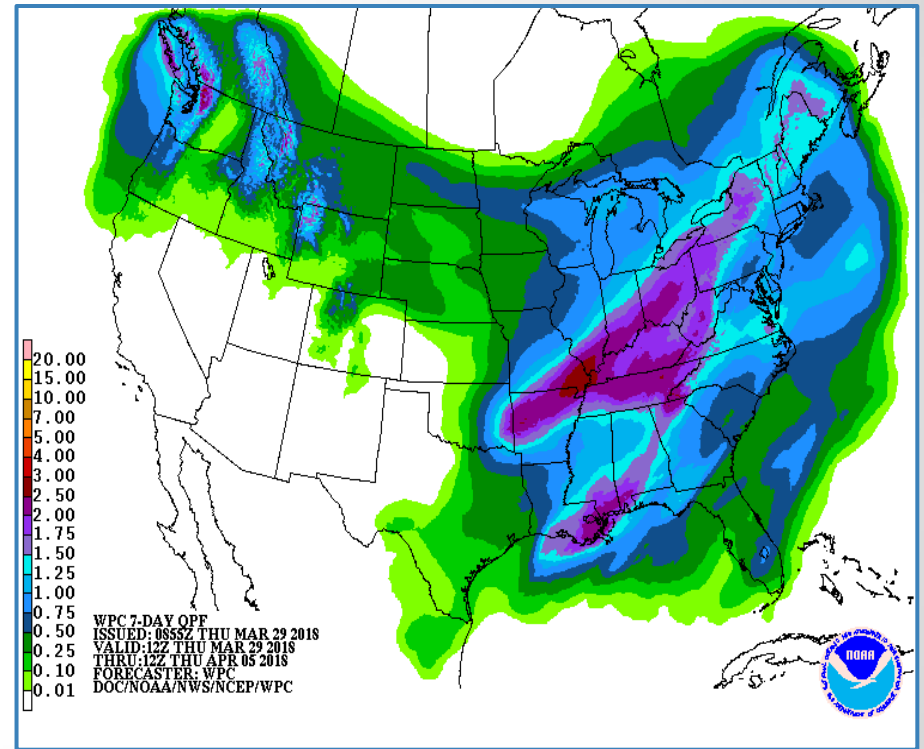 20.00
15.00
10.00
7.00
5.00
4.00
3.00
2.50
2.00
1.75
1.50
1.25
1.00
0.75
0.50
0.25
0.10
0.01
WPC 7-DAY QPF
ISSUED: 0855Z THU MAR 29 2018
VALID: 12Z THU MAR 29 2018
THRU: 12Z THU APR 05 2018
FORECASTER: WPC
DOC/NOAA/NWS/NCEP/WPC
NOAA